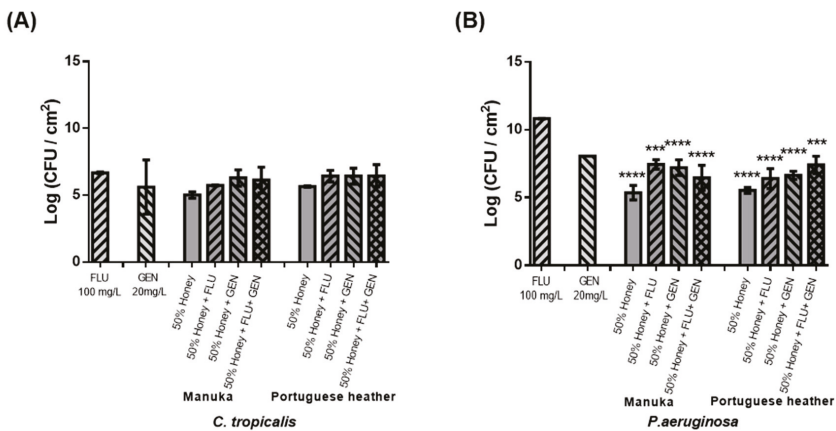 (A)
Log (CFU / cm²)
15
10
5
0
FLU
100 mg/L
GEN
20mg/L
50% Honey
50% Honey + FLU
50% Honey + GEN
50% Honey + FLU+ GEN
50% Honey
50% Honey + FLU
50% Honey + GEN
50% Honey + FLU+ GEN
Manuka
Portuguese heather
C. tropicalis
(B)
Log (CFU / cm²)
15
10
5
0
****
***
****
****
****
****
****
***
FLU
100 mg/L
GEN
20mg/L
50% Honey
50% Honey + FLU
50% Honey + GEN
50% Honey + FLU+ GEN
50% Honey
50% Honey + FLU
50% Honey + GEN
50% Honey + FLU+ GEN
Manuka
Portuguese heather
P.aeruginosa